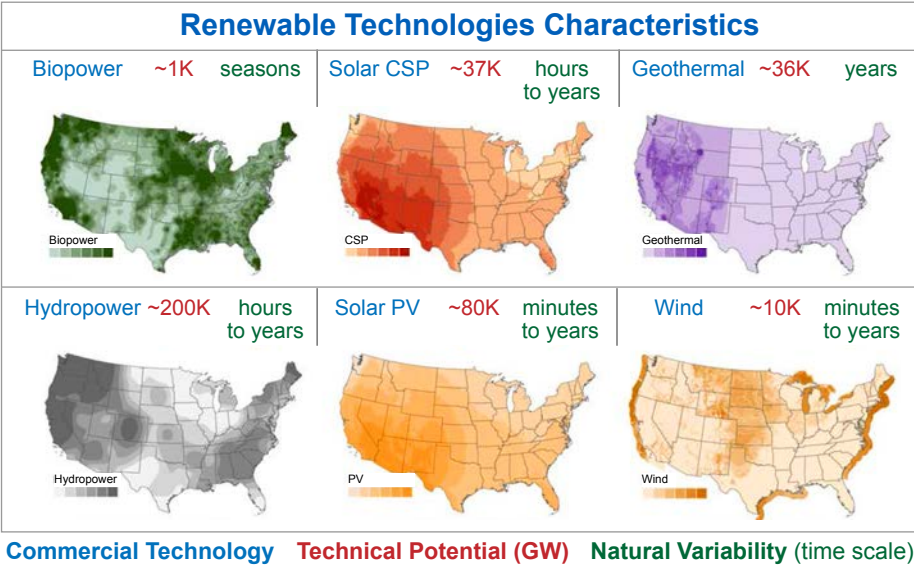 Renewable Technologies Characteristics
Biopower ~1K seasons
Solar CSP ~37K hours
to years
Geothermal ~36K years
Biopower
CSP
Geothermal
Hydropower ~200K hours
to years
Solar PV ~80K minutes
to years
Wind ~10K minutes
to years
Hydropower
PV
Wind
Commercial Technology Technical Potential (GW) Natural Variability (time scale)